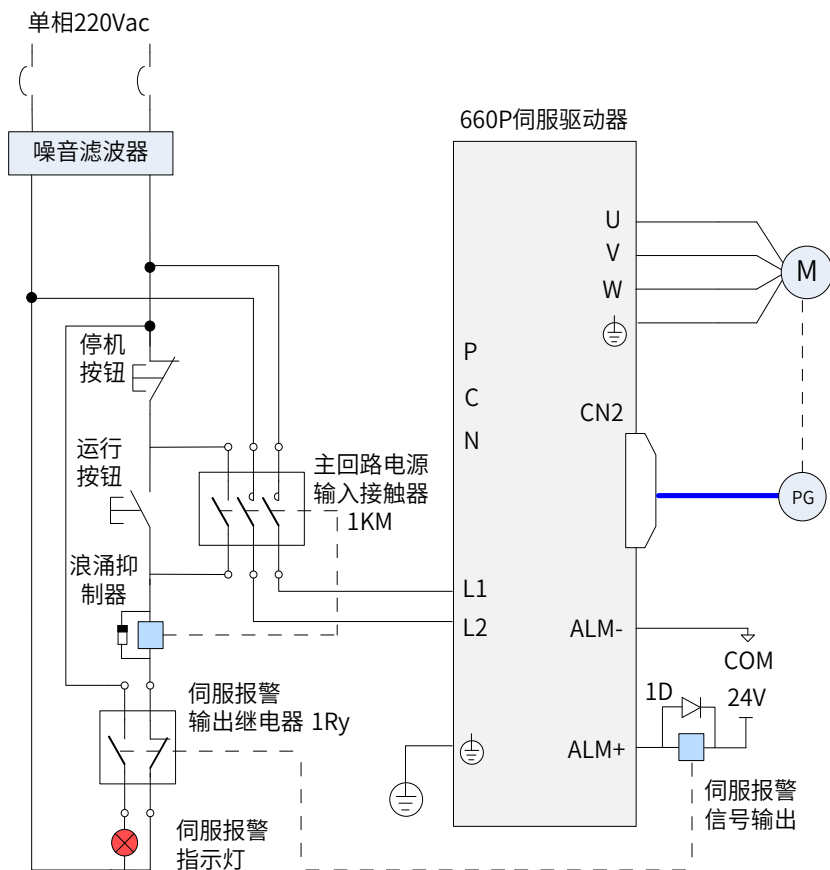 单相220Vac
噪音滤波器
660P伺服驱动器
U
V
W
M
停机
按钮
P
C
N
CN2
运行
按钮
主回路电源
输入接触器
1KM
PG
浪涌抑
制器
L1
L2
ALM-
COM
1D
24V
伺服报警
输出继电器 1Ry
ALM+
伺服报警
信号输出
伺服报警
指示灯